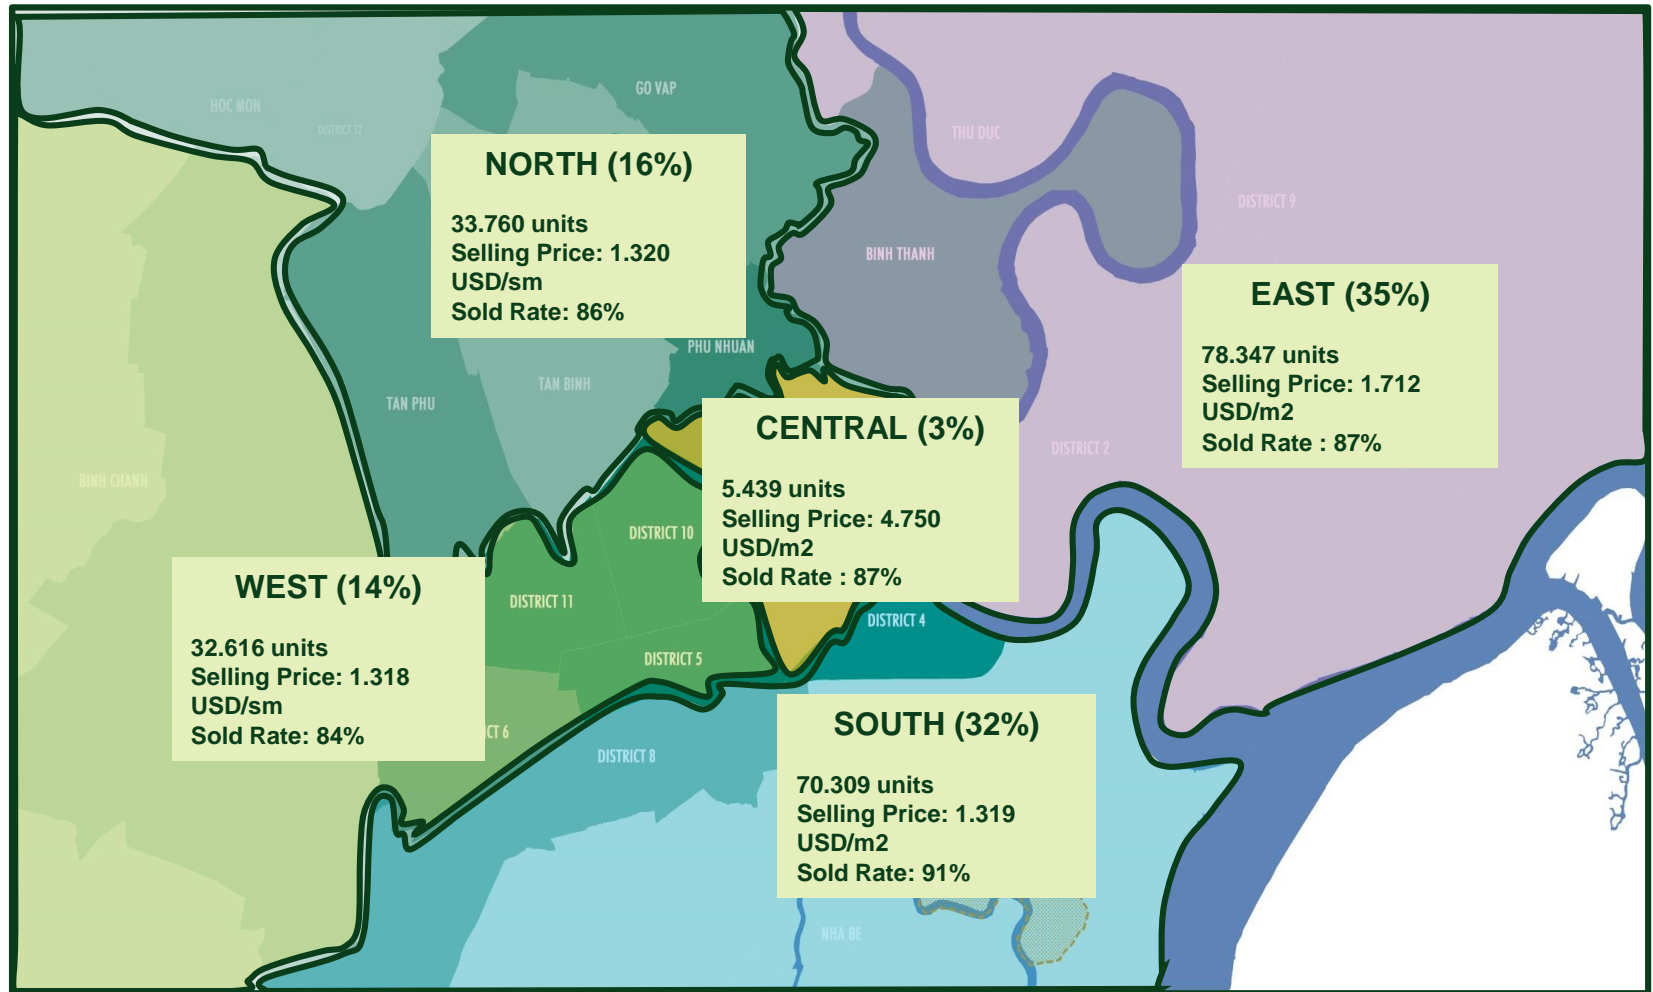 HOC MON
DISTRICT 12
GO VAP
THU DUC
DISTRICT 9
NORTH (16%)
33.760 units
Selling Price: 1.320
USD/sm
Sold Rate: 86%
BINH THANH
EAST (35%)
78.347 units
Selling Price: 1.712
USD/m2
Sold Rate : 87%
PHU NHUAN
TAN BINH
TAN PHU
CENTRAL (3%)
5.439 units
Selling Price: 4.750
USD/m2
Sold Rate : 87%
DISTRICT 2
BINH CHANH
DISTRICT 10
WEST (14%)
32.616 units
Selling Price: 1.318
USD/sm
Sold Rate: 84%
DISTRICT 11
DISTRICT 4
DISTRICT 5
CT 6
DISTRICT 8
SOUTH (32%)
70.309 units
Selling Price: 1.319
USD/m2
Sold Rate: 91%
NHA BE